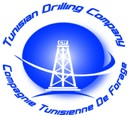 Tunisian Drilling Company
Compagnie Tunisienne De Forage